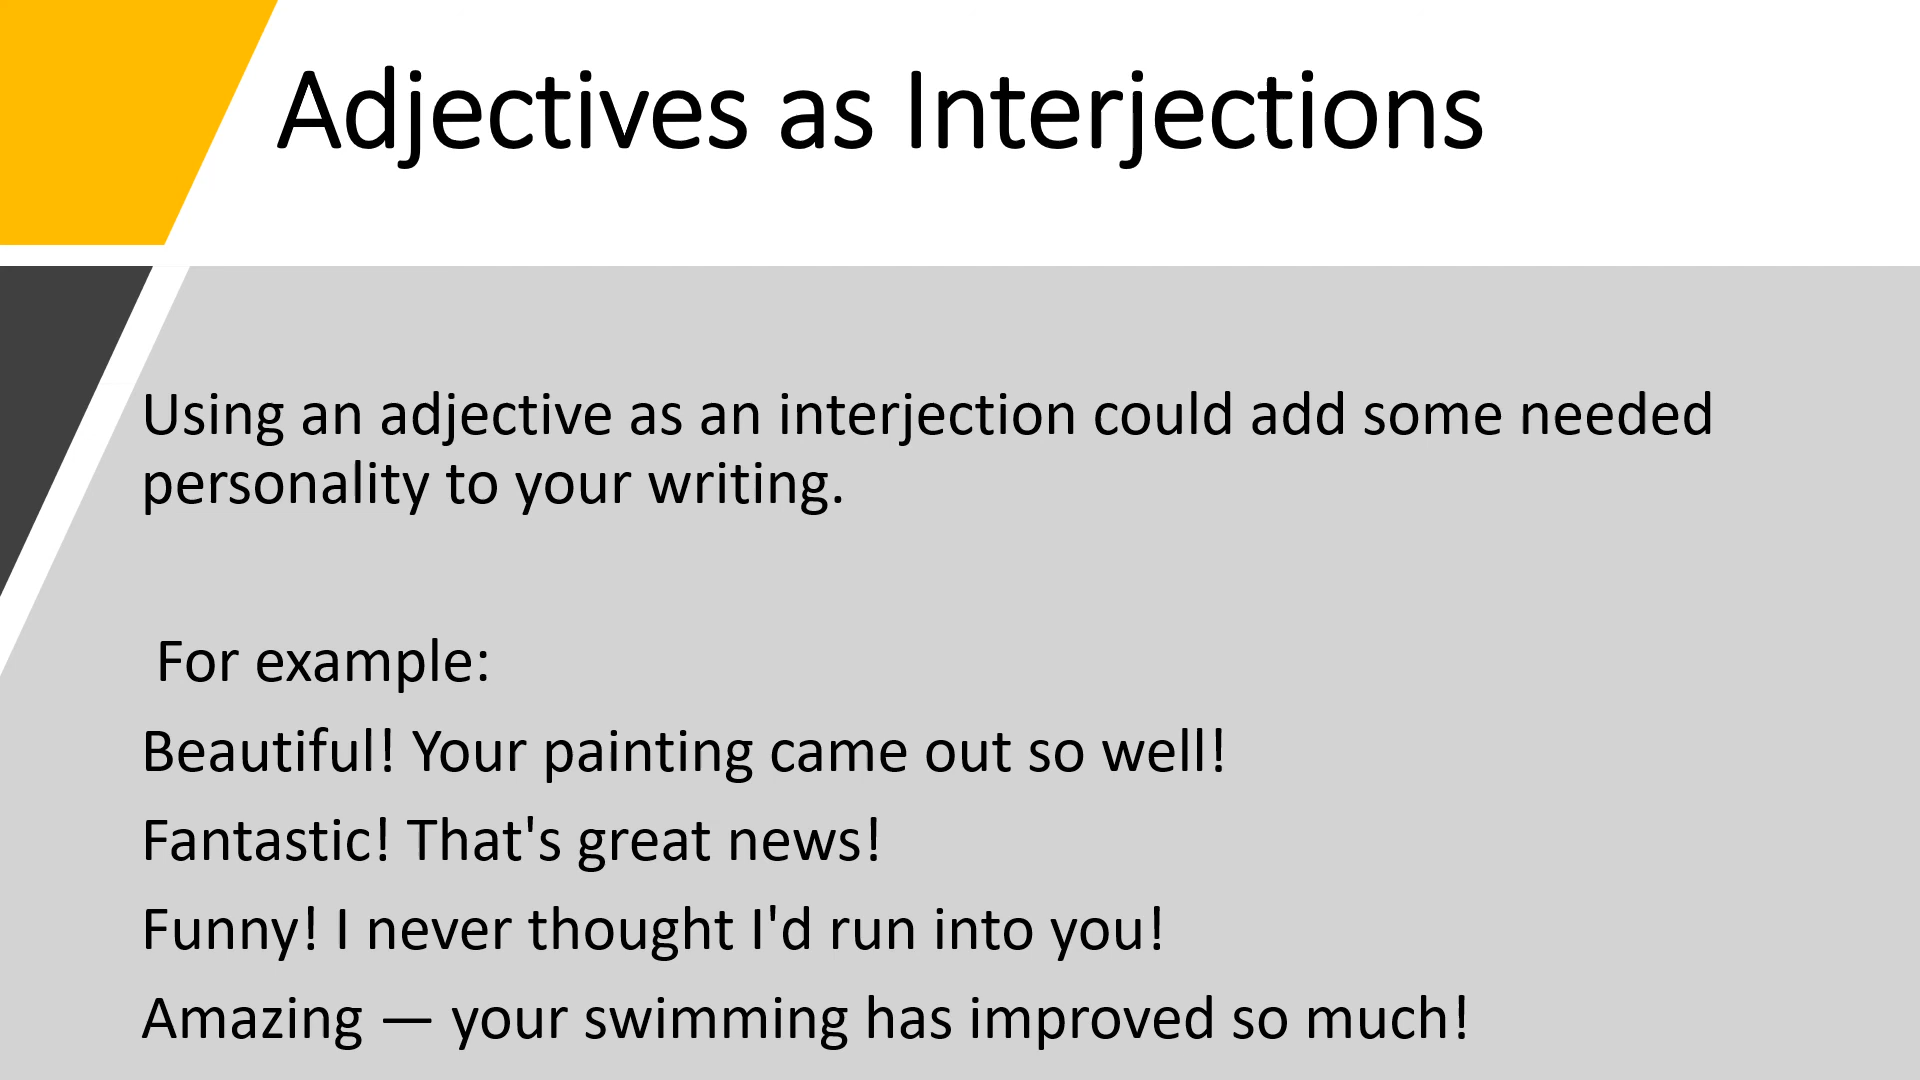 Adjectives as Interjections
Using an adjective as an interjection could add some needed
personality to your writing.
For example:
Beautiful! Your painting came out so well!
Fantastic! That's great news!
Funny! I never thought I'd run into you!
Amazing — your swimming has improved so much!